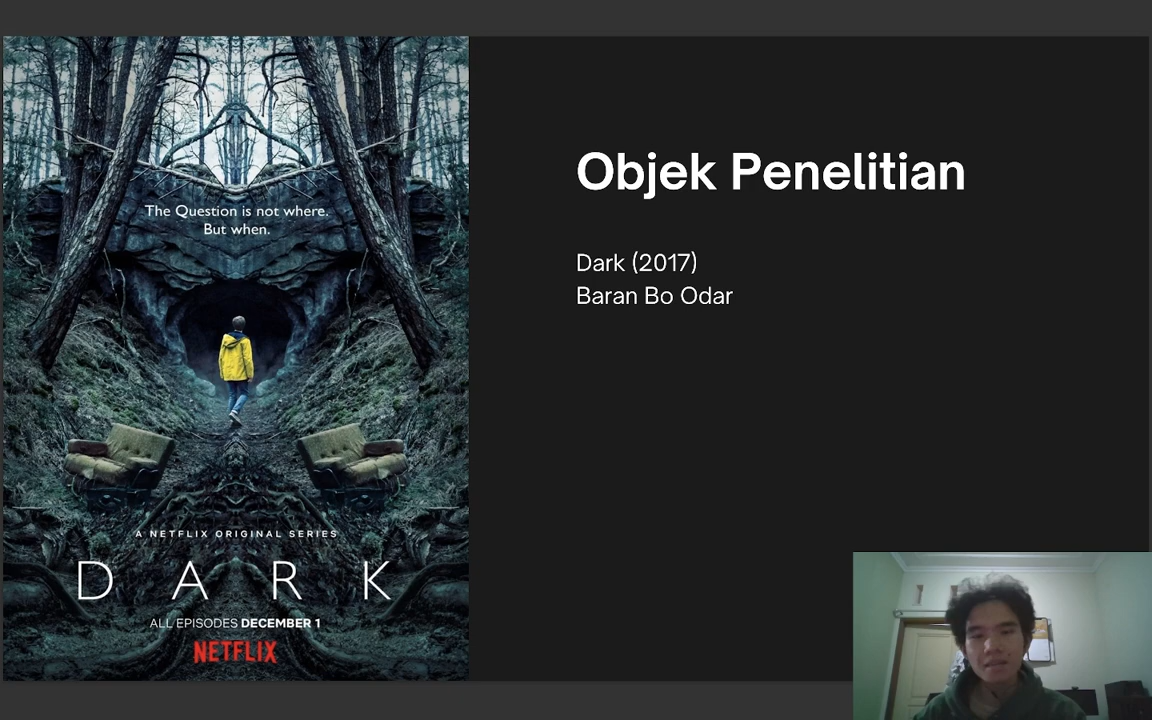 The Question is not where.
But when.
A NETFLIX ORIGINAL SERIES
DARK
ALL EPISODES DECEMBER 1
NETFLIX
Objek Penelitian
Dark (2017)
Baran Bo Odar